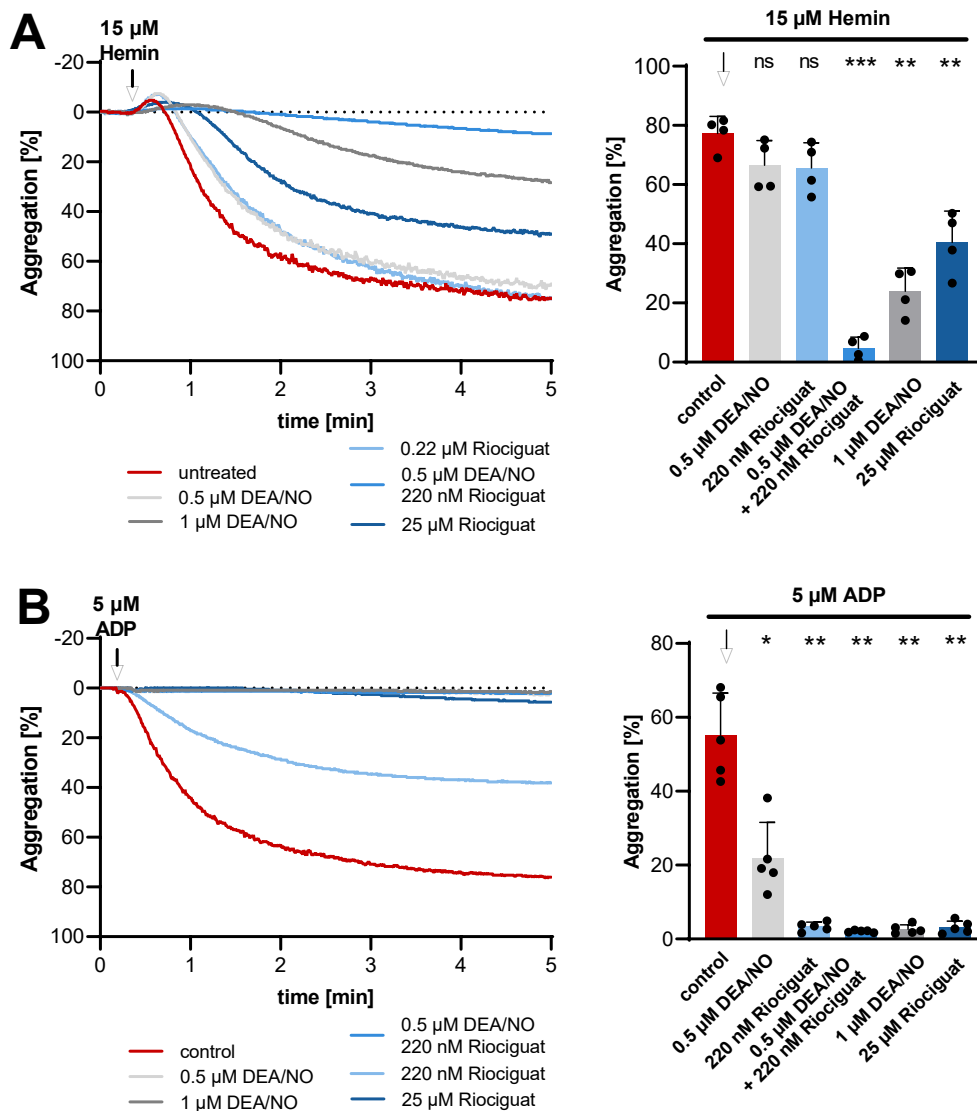 A
15 µM
Hemin
-20
0
20
40
60
80
100
Aggregation [%]
0
1
2
3
4
5
time [min]
untreated
0.5 µM DEA/NO
1 µM DEA/NO
0.22 µM Riociguat
0.5 µM DEA/NO
220 nM Riociguat
25 µM Riociguat
15 µM Hemin
ns
ns
***
**
**
100
80
60
40
20
0
Aggregation [%]
control
0.5 µM DEA/NO
220 nM Riociguat
0.5 µM DEA/NO
+ 220 nM Riociguat
1 µM DEA/NO
25 µM Riociguat
B
5 µM
ADP
-20
0
20
40
60
80
100
Aggregation [%]
0
1
2
3
4
5
time [min]
control
0.5 µM DEA/NO
1 µM DEA/NO
0.5 µM DEA/NO
220 nM Riociguat
220 nM Riociguat
25 µM Riociguat
5 µM ADP
*
**
**
**
**
80
60
40
20
0
Aggregation [%]
control
0.5 µM DEA/NO
220 nM Riociguat
0.5 µM DEA/NO
+ 220 nM Riociguat
1 µM DEA/NO
25 µM Riociguat